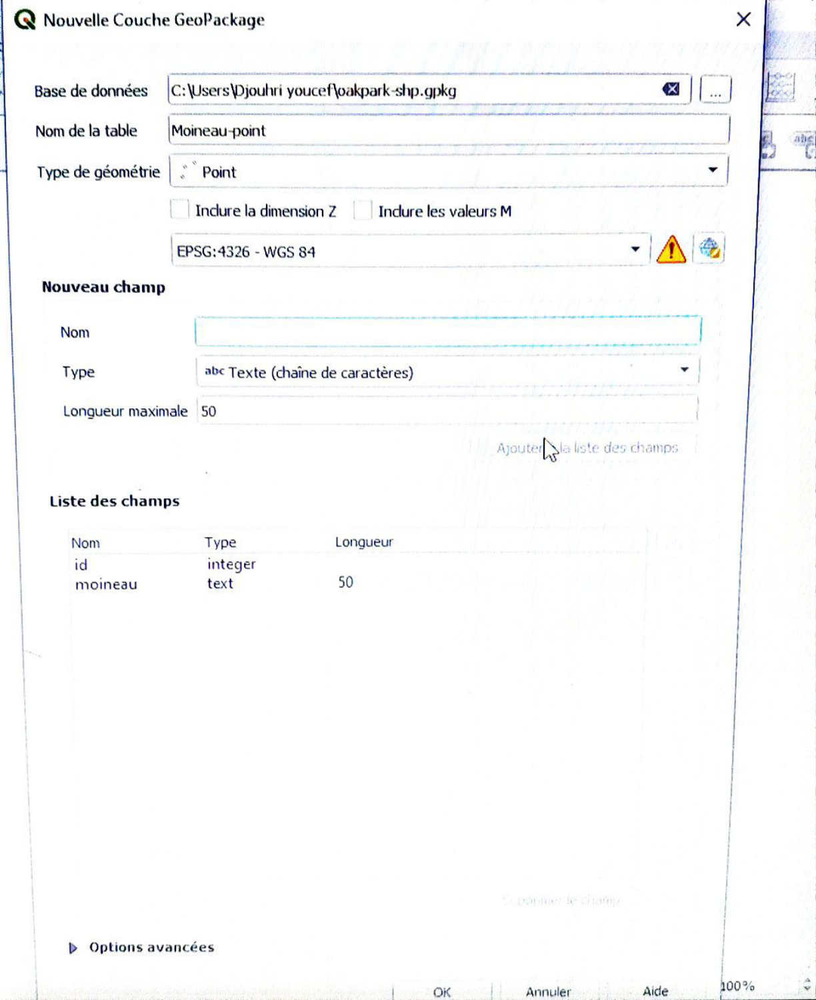 Nouvelle Couche GeoPackage
Base de données C:\Users\Djouhri youcef\oakpark-shp.gpkg ...
Nom de la table Moineau-point
Type de géométrie Point
Inclure la dimension Z Inclure les valeurs M
EPSG:4326 - WGS 84
Nouveau champ
Nom
Type abc Texte (chaîne de caractères)
Longueur maximale 50
Ajouter la liste des champs
Liste des champs
Nom Type Longueur
id integer
moineau text 50
Supprimer le champ
Options avancées
OK Annuler Aide 100%
abc